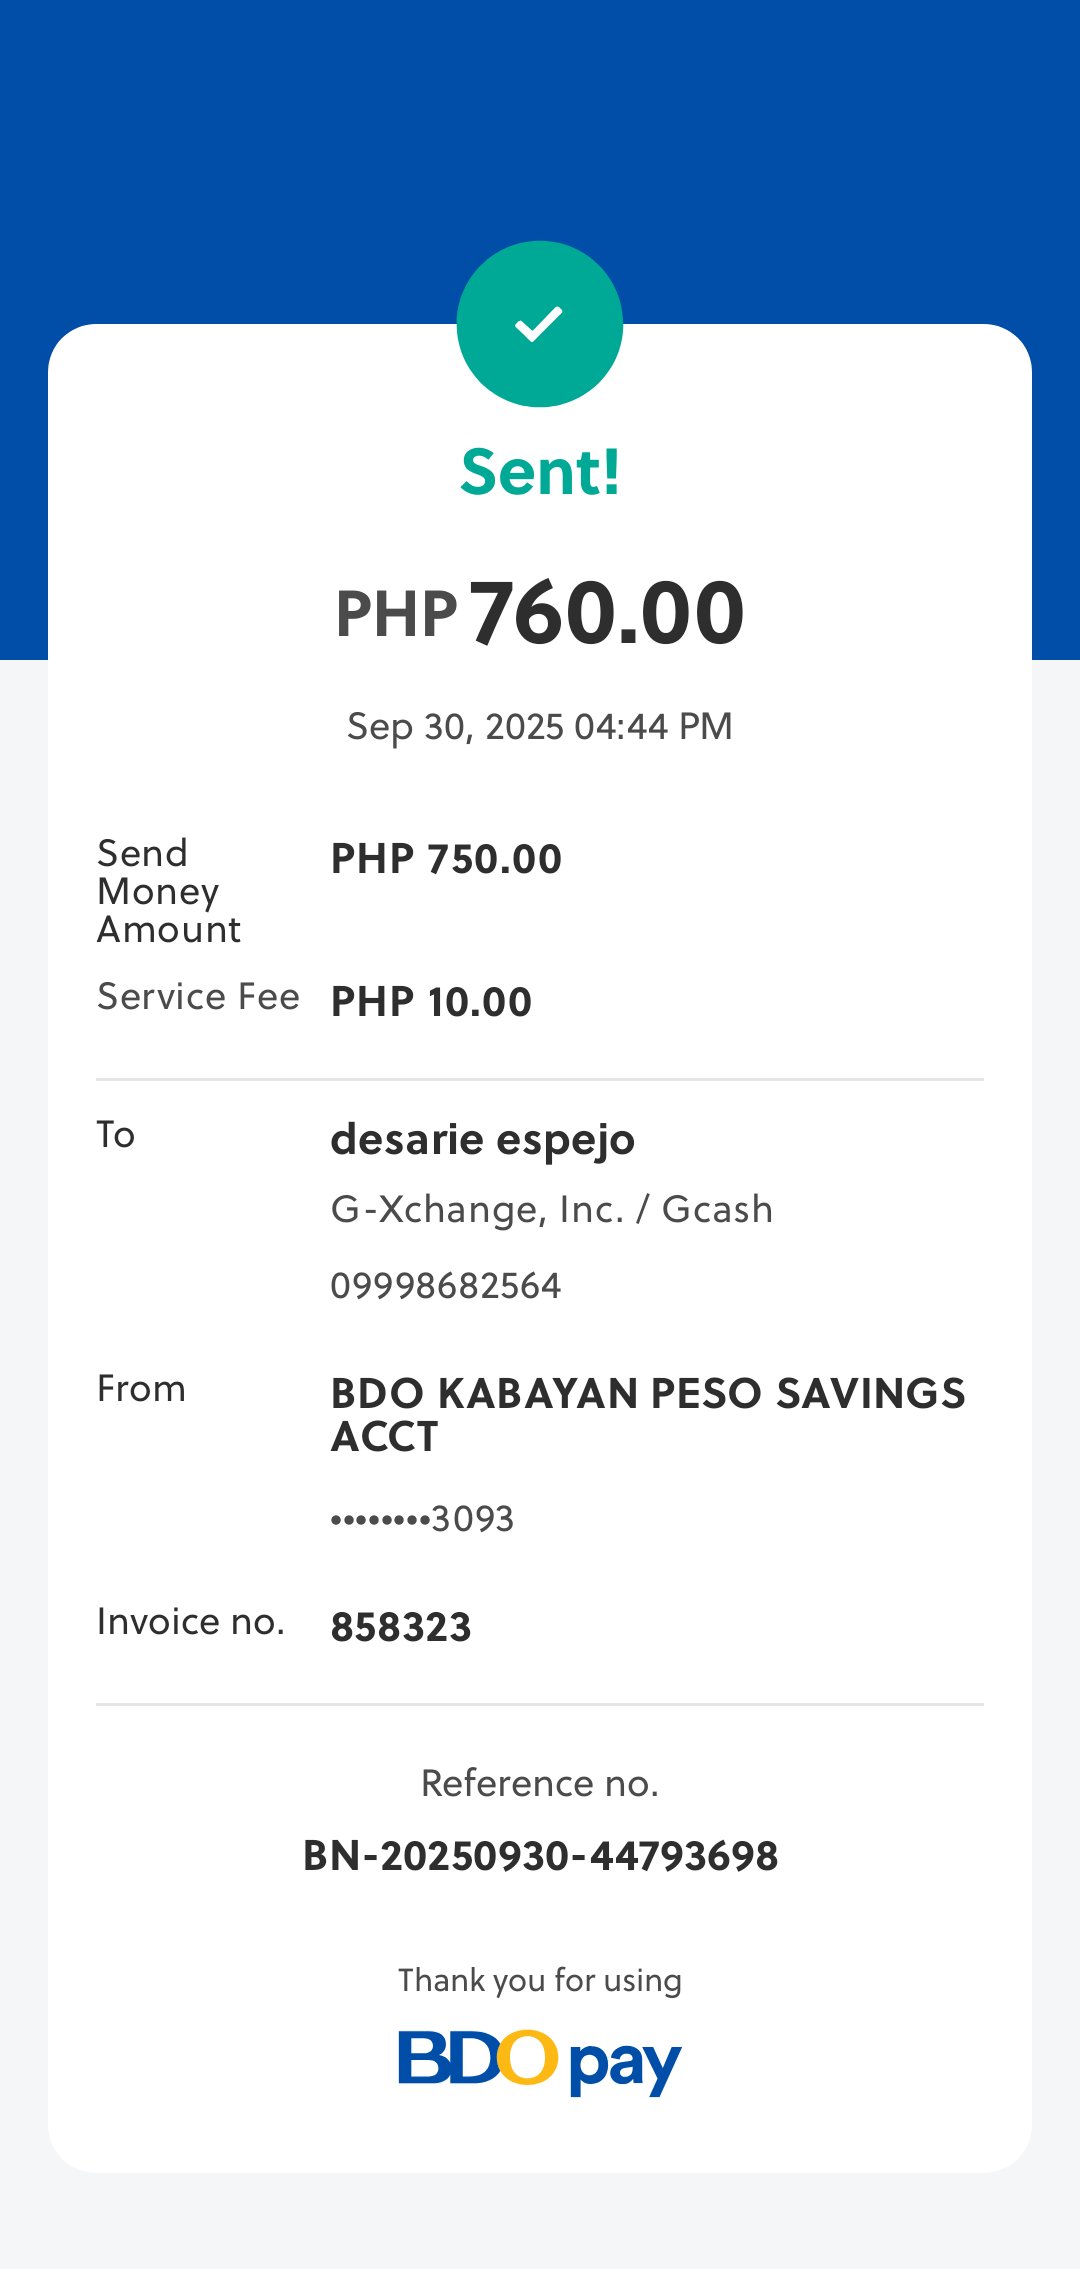 Sent!
PHP 760.00
Sep 30, 2025 04:44 PM
Send
Money
Amount
PHP 750.00
Service Fee PHP 10.00
To
desarie espejo
G-Xchange, Inc. / Gcash
09998682564
From
BDO KABAYAN PESO SAVINGS
ACCT
••••••••3093
Invoice no. 858323
Reference no.
BN-20250930-44793698
Thank you for using
BDO pay